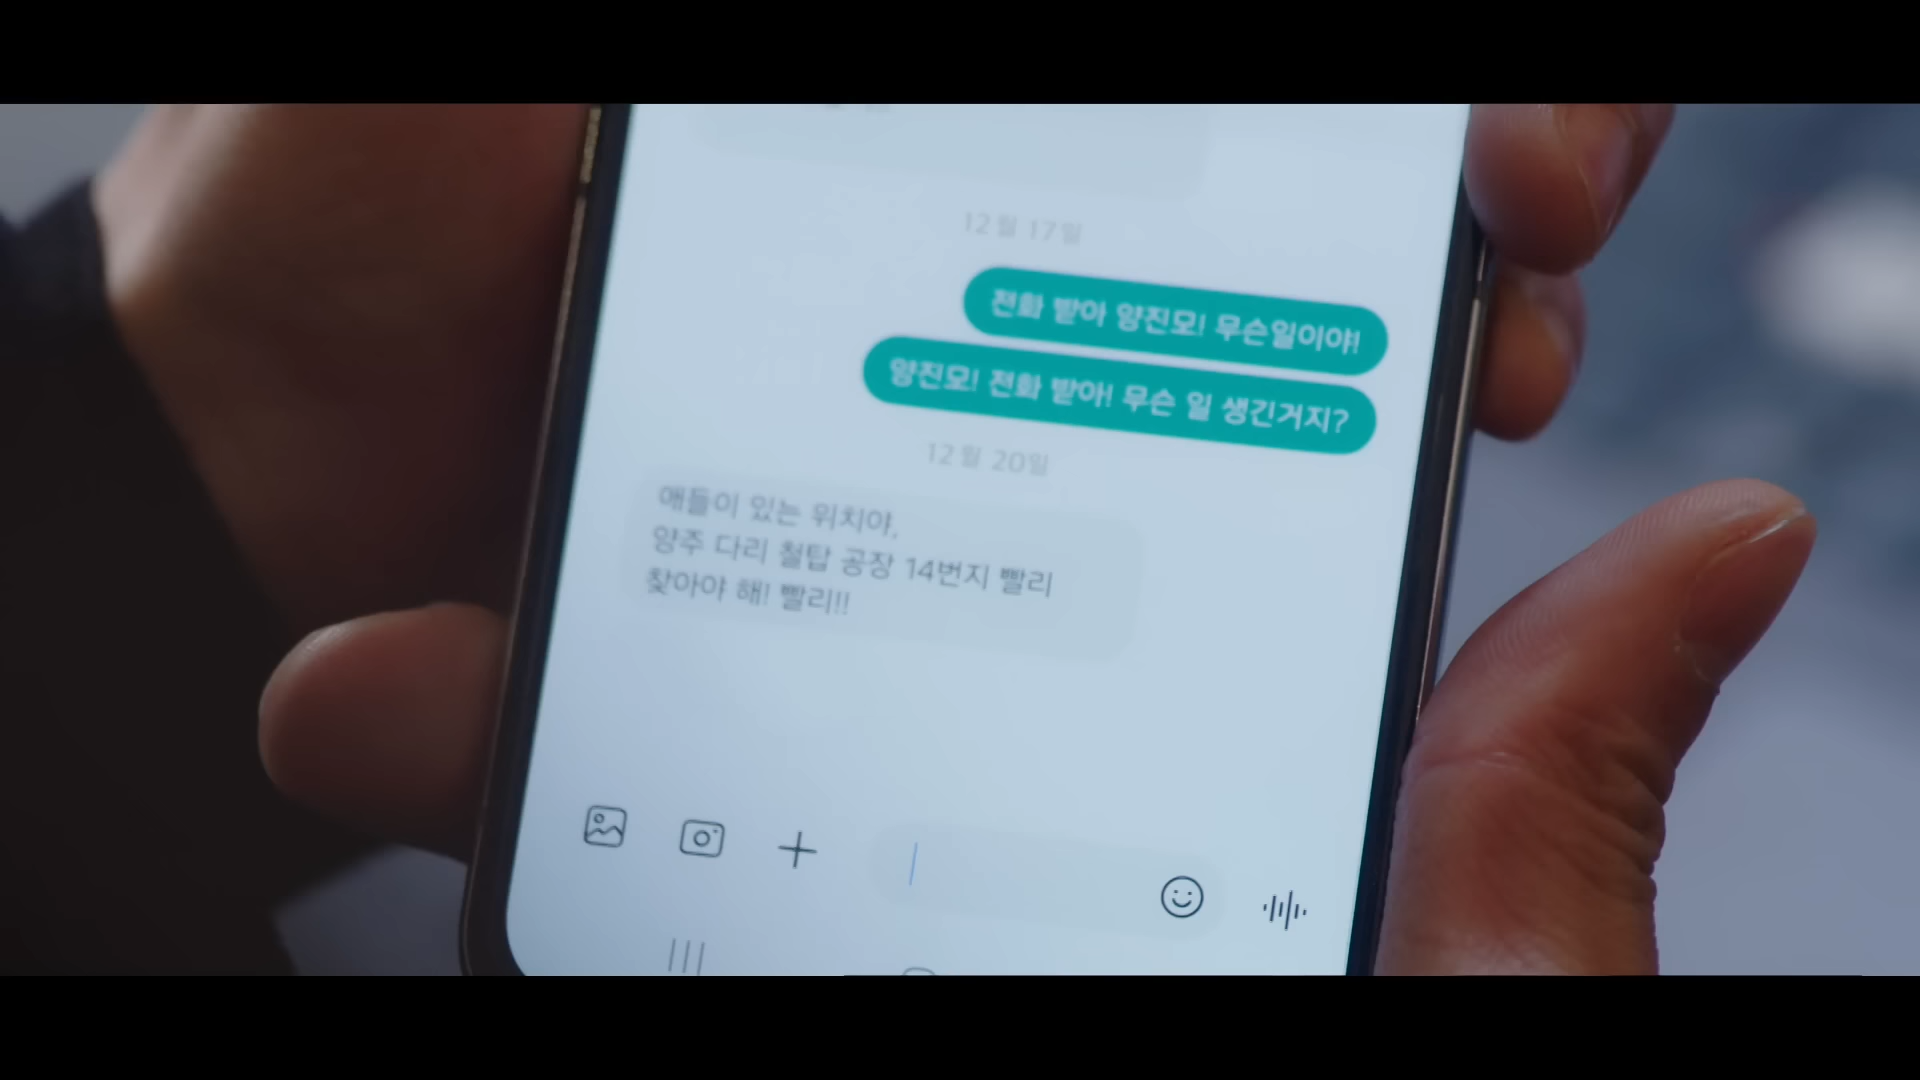 12월 17일
전화 받아 양진모! 무슨일이야!
양진모! 전화 받아! 무슨 일 생긴거지?
12월 20일
애들이 있는 위치야,
양주 다리 철탑 공장 14번지 빨리
찾아야 해! 빨리!!